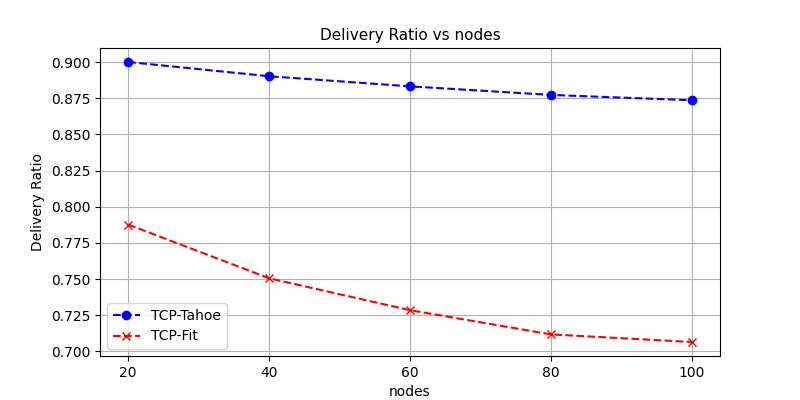 Delivery Ratio vs nodes
Delivery Ratio
0.900
0.875
0.850
0.825
0.800
0.775
0.750
0.725
0.700
TCP-Tahoe
TCP-Fit
20 40 60 80 100
nodes